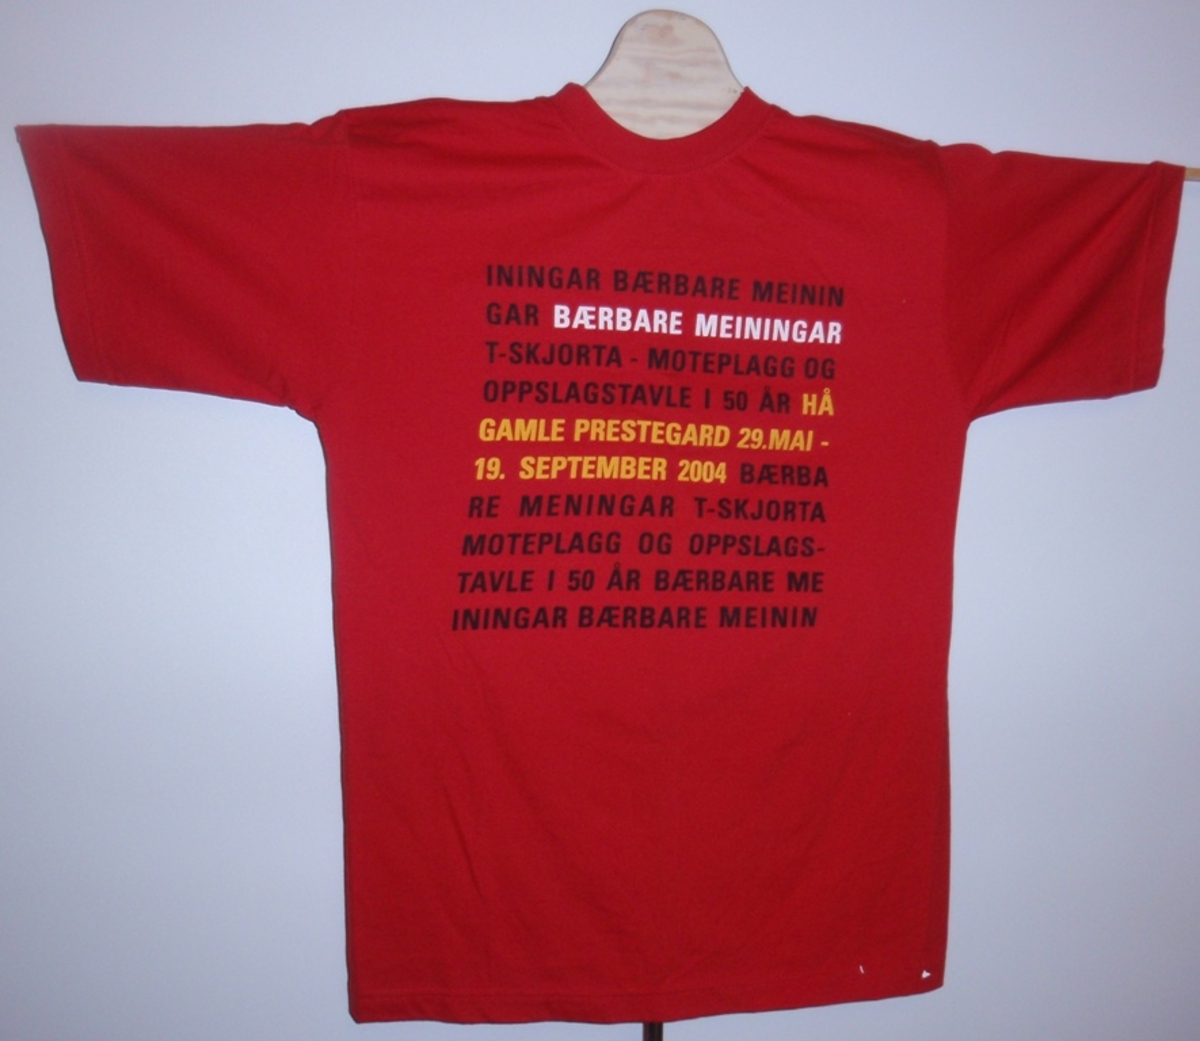 ININGAR BÆRBARE MEININ
GAR BÆRBARE MEININGAR
T-SKJORTA - MOTEPLAGG OG
OPPSLAGSTAVLE I 50 ÅR HÅ
GAMLE PRESTEGARD 29.MAI -
19. SEPTEMBER 2004 BÆRBA
RE MENINGAR T-SKJORTA
MOTEPLAGG OG OPPSLAGS-
TAVLE I 50 ÅR BÆRBARE ME
ININGAR BÆRBARE MEININ